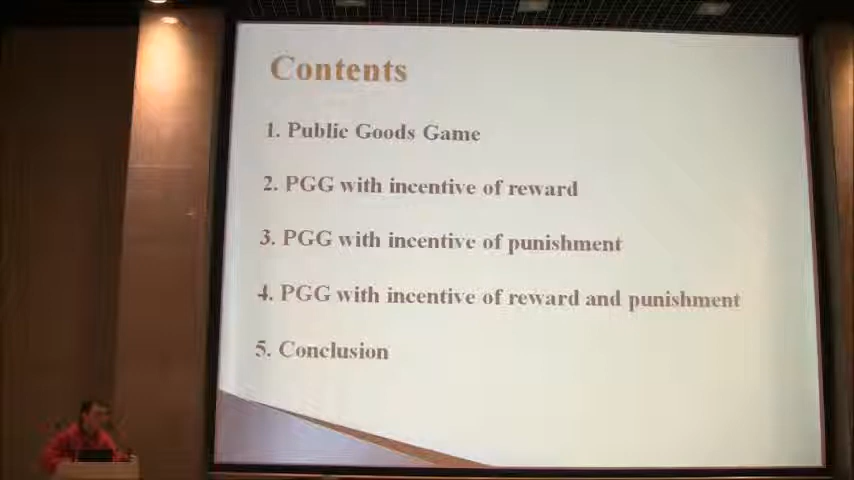 Contents
1. Public Goods Game
2. PGG with incentive of reward
3. PGG with incentive of punishment
4. PGG with incentive of reward and punishment
5. Conclusion